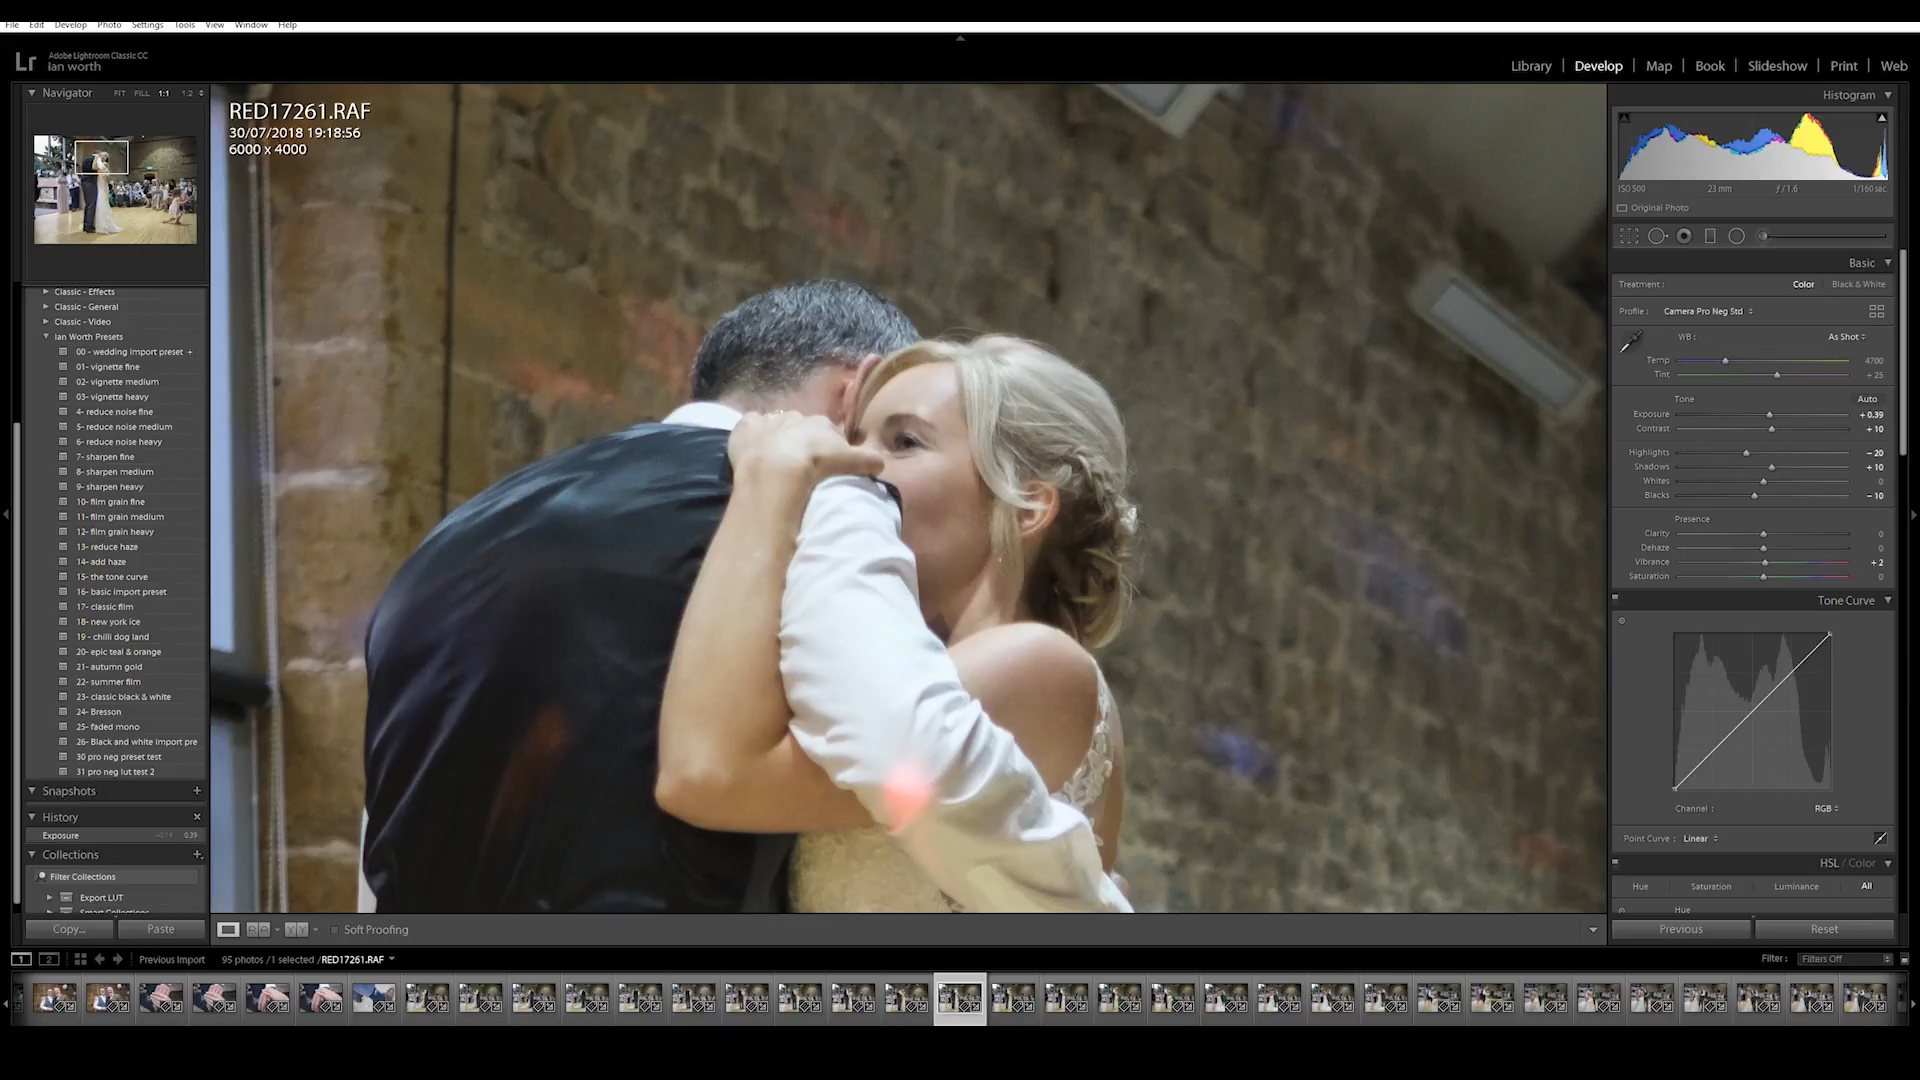 File Edit Develop Photo Settings Tools View Window Help
Lr Adobe Lightroom Classic CC
ian worth
Library | Develop | Map | Book | Slideshow | Print | Web
Navigator FIT FILL 1:1 1:2
Classic - Effects
Classic - General
Classic - Video
Ian Worth Presets
00 - wedding import preset +
01- vignette fine
02- vignette medium
03- vignette heavy
4- reduce noise fine
5- reduce noise medium
6- reduce noise heavy
7- sharpen fine
8- sharpen medium
9- sharpen heavy
10- film grain fine
11- film grain medium
12- film grain heavy
13- reduce haze
14- add haze
15- the tone curve
16- basic import preset
17- classic film
18- new york ice
19 - chilli dog land
20- epic teal & orange
21- autumn gold
22- summer film
23- classic black & white
24- Bresson
25- faded mono
26- Black and white import pre
30 pro neg preset test
31 pro neg lut test 2
Snapshots +
History ×
Exposure 0.39
Collections +
Filter Collections
Export LUT
Smart Collections
Copy... Paste
RED17261.RAF
30/07/2018 19:18:56
6000 x 4000
Soft Proofing
Histogram
ISO 500 23 mm ƒ / 1.6 1/160 sec
Original Photo
Basic
Treatment : Color Black & White
Profile : Camera Pro Neg Std
WB : As Shot
Temp 4700
Tint + 25
Tone Auto
Exposure + 0.39
Contrast + 10
Highlights – 20
Shadows + 10
Whites 0
Blacks – 10
Presence
Clarity 0
Dehaze 0
Vibrance + 2
Saturation 0
Tone Curve
Channel : RGB
Point Curve : Linear
HSL / Color
Hue Saturation Luminance All
Hue
Previous Reset
1 2 Previous Import 95 photos / 1 selected / RED17261.RAF
Filter : Filters Off